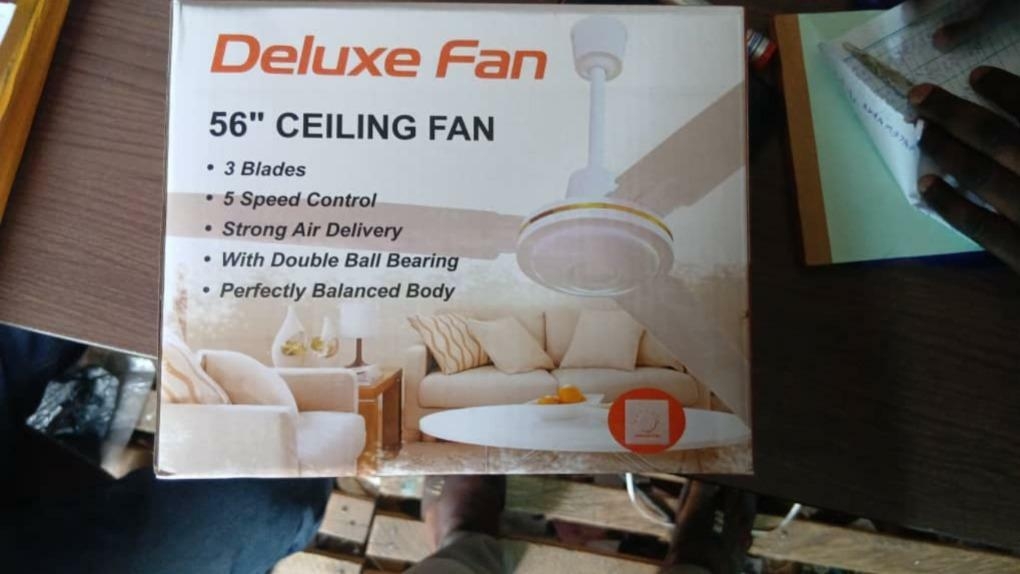 Deluxe Fan
56" CEILING FAN
• 3 Blades
• 5 Speed Control
• Strong Air Delivery
• With Double Ball Bearing
• Perfectly Balanced Body